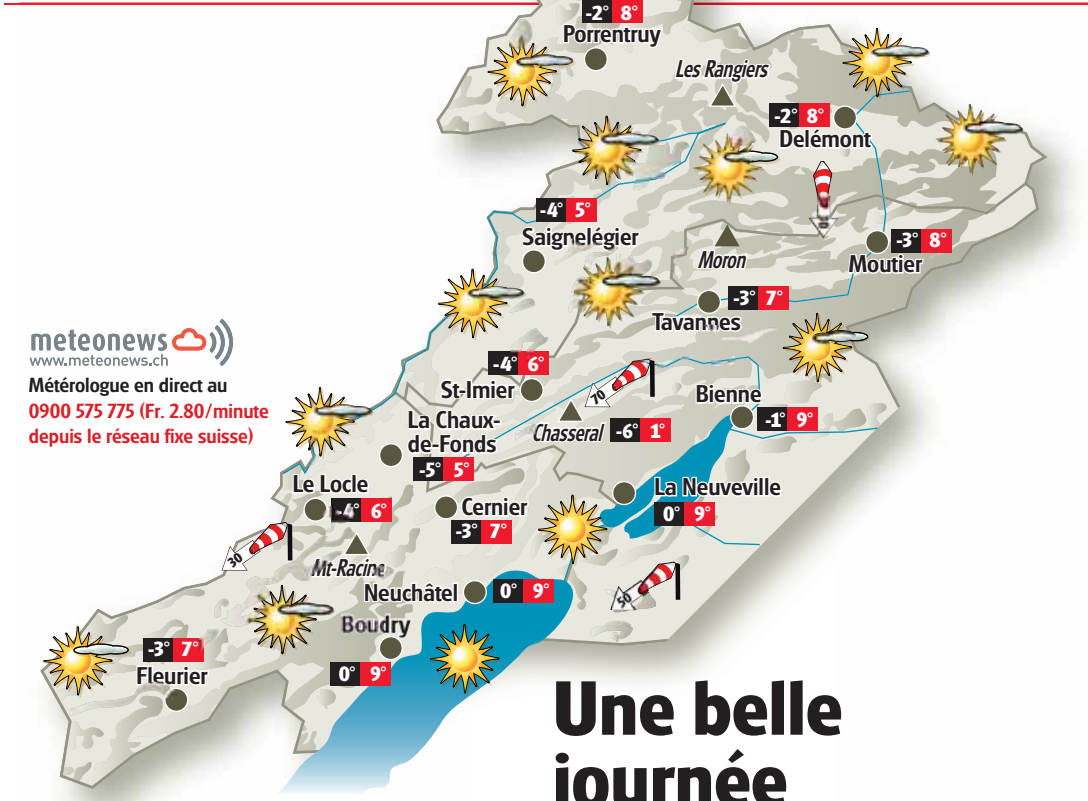 -2° 8°
Porrentruy
Les Rangiers
-2° 8°
Delémont
-4° 5°
Saignelégier
Moron
-3° 8°
Moutier
-3° 7°
Tavannes
meteonews
www.meteonews.ch
Météorologue en direct au
0900 575 775 (Fr. 2.80/minute
depuis le réseau fixe suisse)
-4° 6°
St-Imier
70
Chasseral -6° 1°
Bienne
-1° 9°
La Chaux-
de-Fonds
-5° 5°
Le Locle
-4° 6°
Cernier
-3° 7°
La Neuveville
0° 9°
30
Mt-Racine
Neuchâtel 0° 9°
50
Boudry
0° 9°
-3° 7°
Fleurier
Une belle
journée